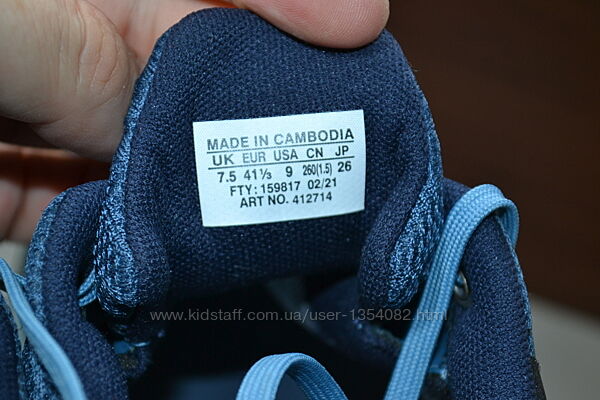 MADE IN CAMBODIA
UK EUR USA CN JP
7.5 41⅓ 9 260(1.5) 26
FTY: 159817 02/21
ART NO. 412714
www.kidstaff.com.ua/user-1354082.html